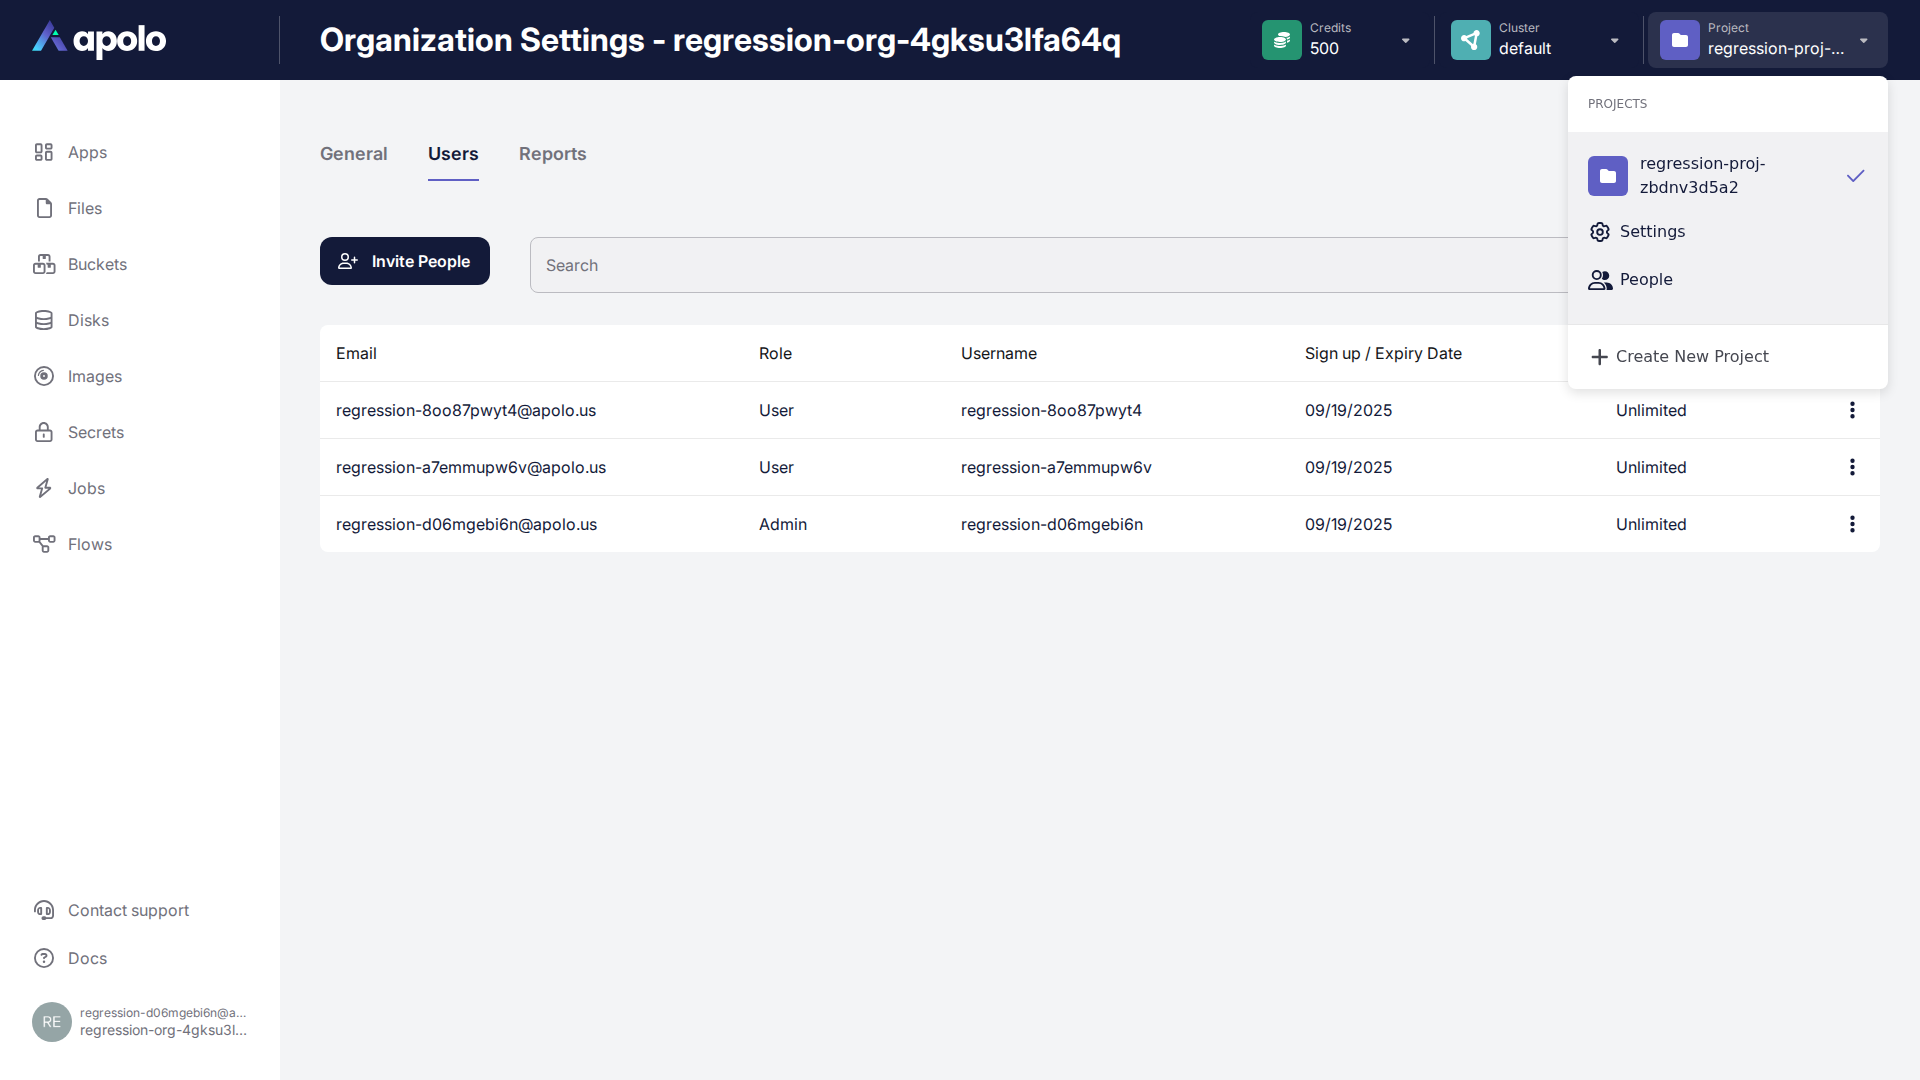 apolo
Organization Settings - regression-org-4gksu3lfa64q
Credits
500
Cluster
default
Project
regression-proj-...
PROJECTS
regression-proj-
zbdnv3d5a2
Settings
People
Create New Project
Apps
Files
Buckets
Disks
Images
Secrets
Jobs
Flows
General Users Reports
Invite People
Search
Email Role Username Sign up / Expiry Date
regression-8oo87pwyt4@apolo.us User regression-8oo87pwyt4 09/19/2025 Unlimited
regression-a7emmupw6v@apolo.us User regression-a7emmupw6v 09/19/2025 Unlimited
regression-d06mgebi6n@apolo.us Admin regression-d06mgebi6n 09/19/2025 Unlimited
Contact support
Docs
RE
regression-d06mgebi6n@a...
regression-org-4gksu3l...